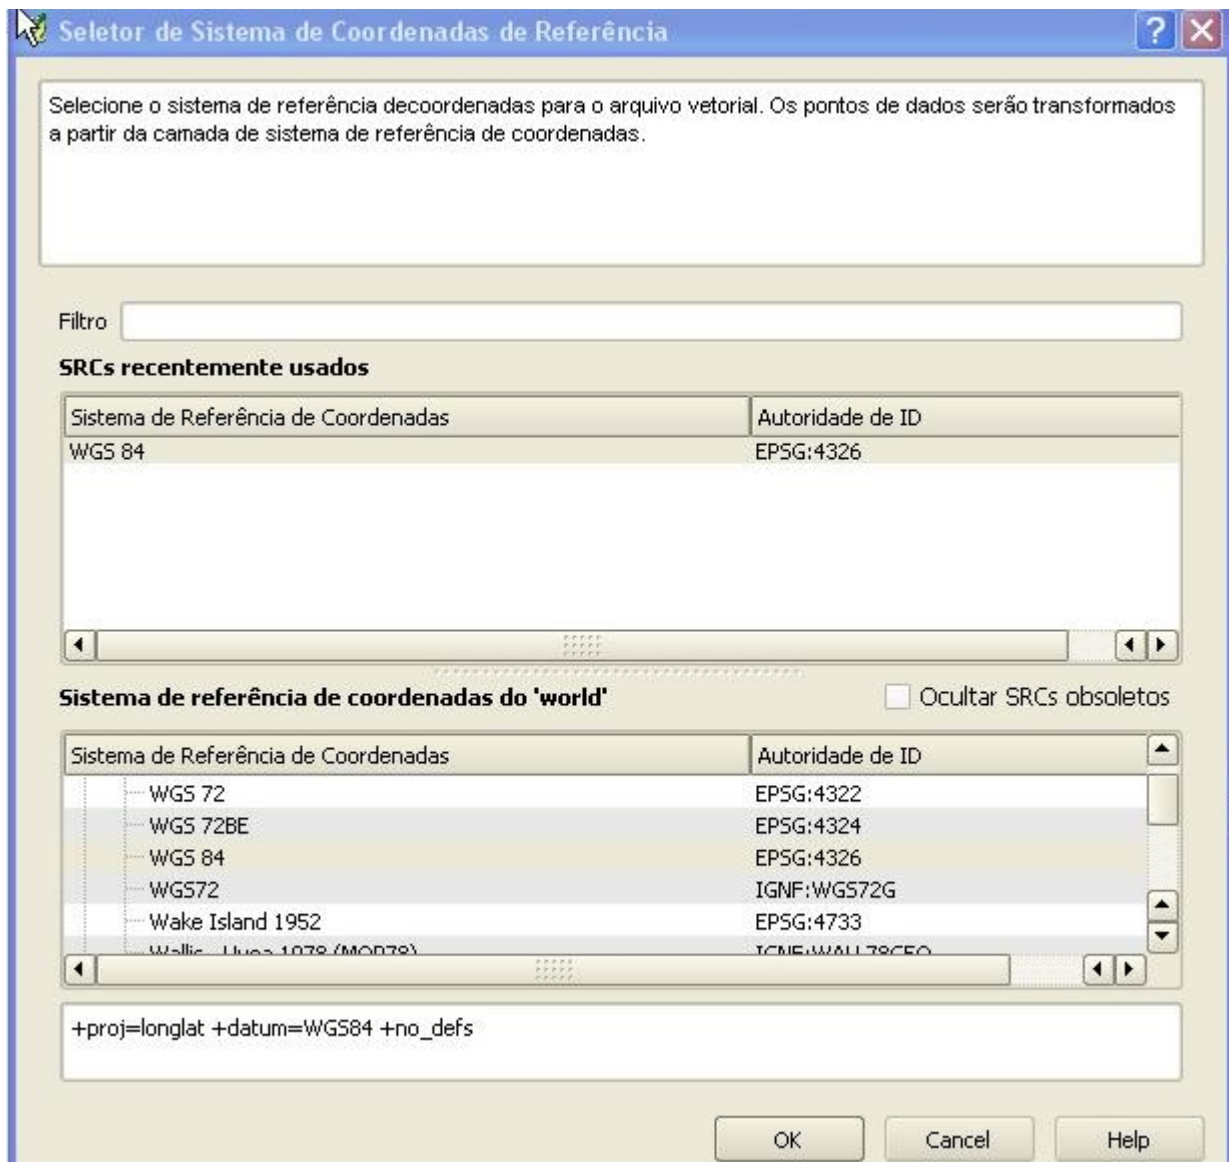 Seletor de Sistema de Coordenadas de Referência
Selecione o sistema de referência decoordenadas para o arquivo vetorial. Os pontos de dados serão transformados
a partir da camada de sistema de referência de coordenadas.
Filtro
SRCs recentemente usados
Sistema de Referência de Coordenadas Autoridade de ID
WGS 84 EPSG:4326
Sistema de referência de coordenadas do 'world' Ocultar SRCs obsoletos
Sistema de Referência de Coordenadas Autoridade de ID
WGS 72 EPSG:4322
WGS 72BE EPSG:4324
WGS 84 EPSG:4326
WGS72 IGNF:WGS72G
Wake Island 1952 EPSG:4733
+proj=longlat +datum=WGS84 +no_defs
OK Cancel Help